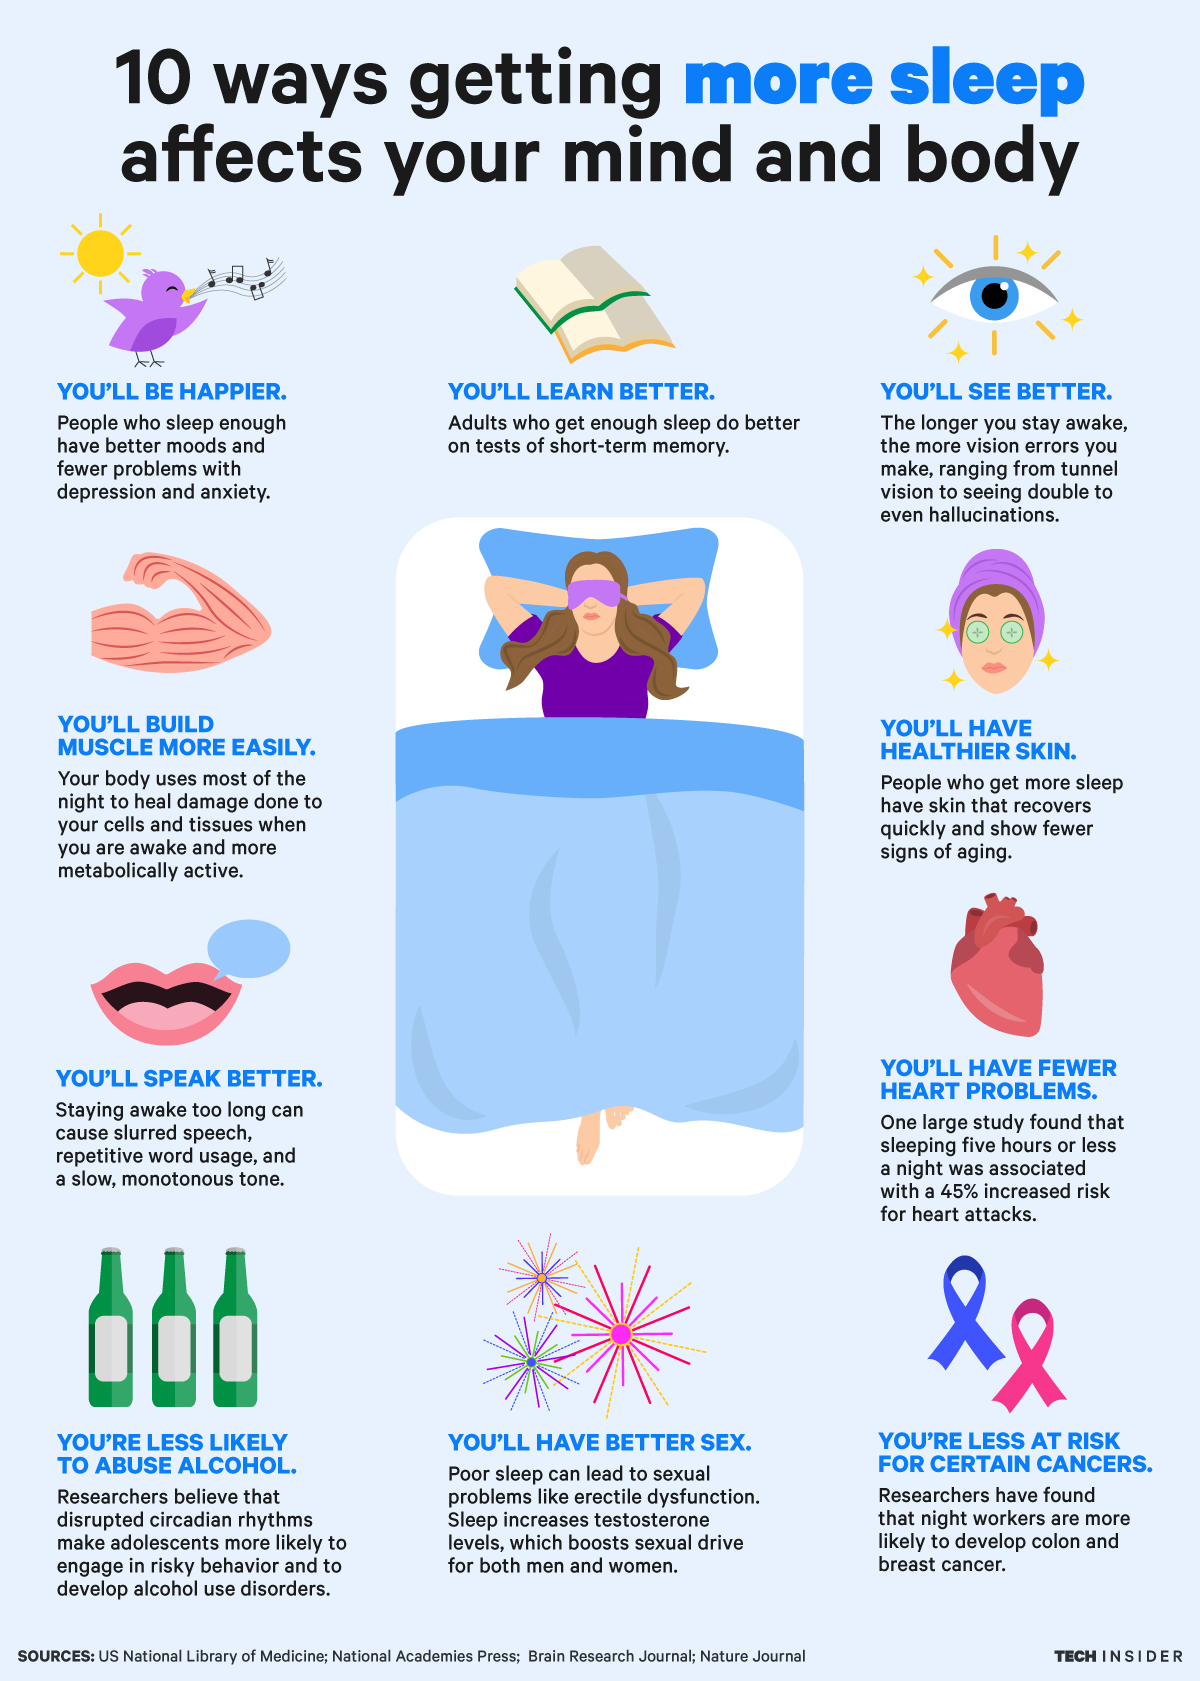 10 ways getting more sleep
affects your mind and body
YOU'LL BE HAPPIER.
People who sleep enough
have better moods and
fewer problems with
depression and anxiety.
YOU'LL LEARN BETTER.
Adults who get enough sleep do better
on tests of short-term memory.
YOU'LL SEE BETTER.
The longer you stay awake,
the more vision errors you
make, ranging from tunnel
vision to seeing double to
even hallucinations.
YOU'LL BUILD
MUSCLE MORE EASILY.
Your body uses most of the
night to heal damage done to
your cells and tissues when
you are awake and more
metabolically active.
YOU'LL HAVE
HEALTHIER SKIN.
People who get more sleep
have skin that recovers
quickly and show fewer
signs of aging.
YOU'LL SPEAK BETTER.
Staying awake too long can
cause slurred speech,
repetitive word usage, and
a slow, monotonous tone.
YOU'LL HAVE FEWER
HEART PROBLEMS.
One large study found that
sleeping five hours or less
a night was associated
with a 45% increased risk
for heart attacks.
YOU'RE LESS LIKELY
TO ABUSE ALCOHOL.
Researchers believe that
disrupted circadian rhythms
make adolescents more likely to
engage in risky behavior and to
develop alcohol use disorders.
YOU'LL HAVE BETTER SEX.
Poor sleep can lead to sexual
problems like erectile dysfunction.
Sleep increases testosterone
levels, which boosts sexual drive
for both men and women.
YOU'RE LESS AT RISK
FOR CERTAIN CANCERS.
Researchers have found
that night workers are more
likely to develop colon and
breast cancer.
SOURCES: US National Library of Medicine; National Academies Press; Brain Research Journal; Nature Journal
TECH INSIDER